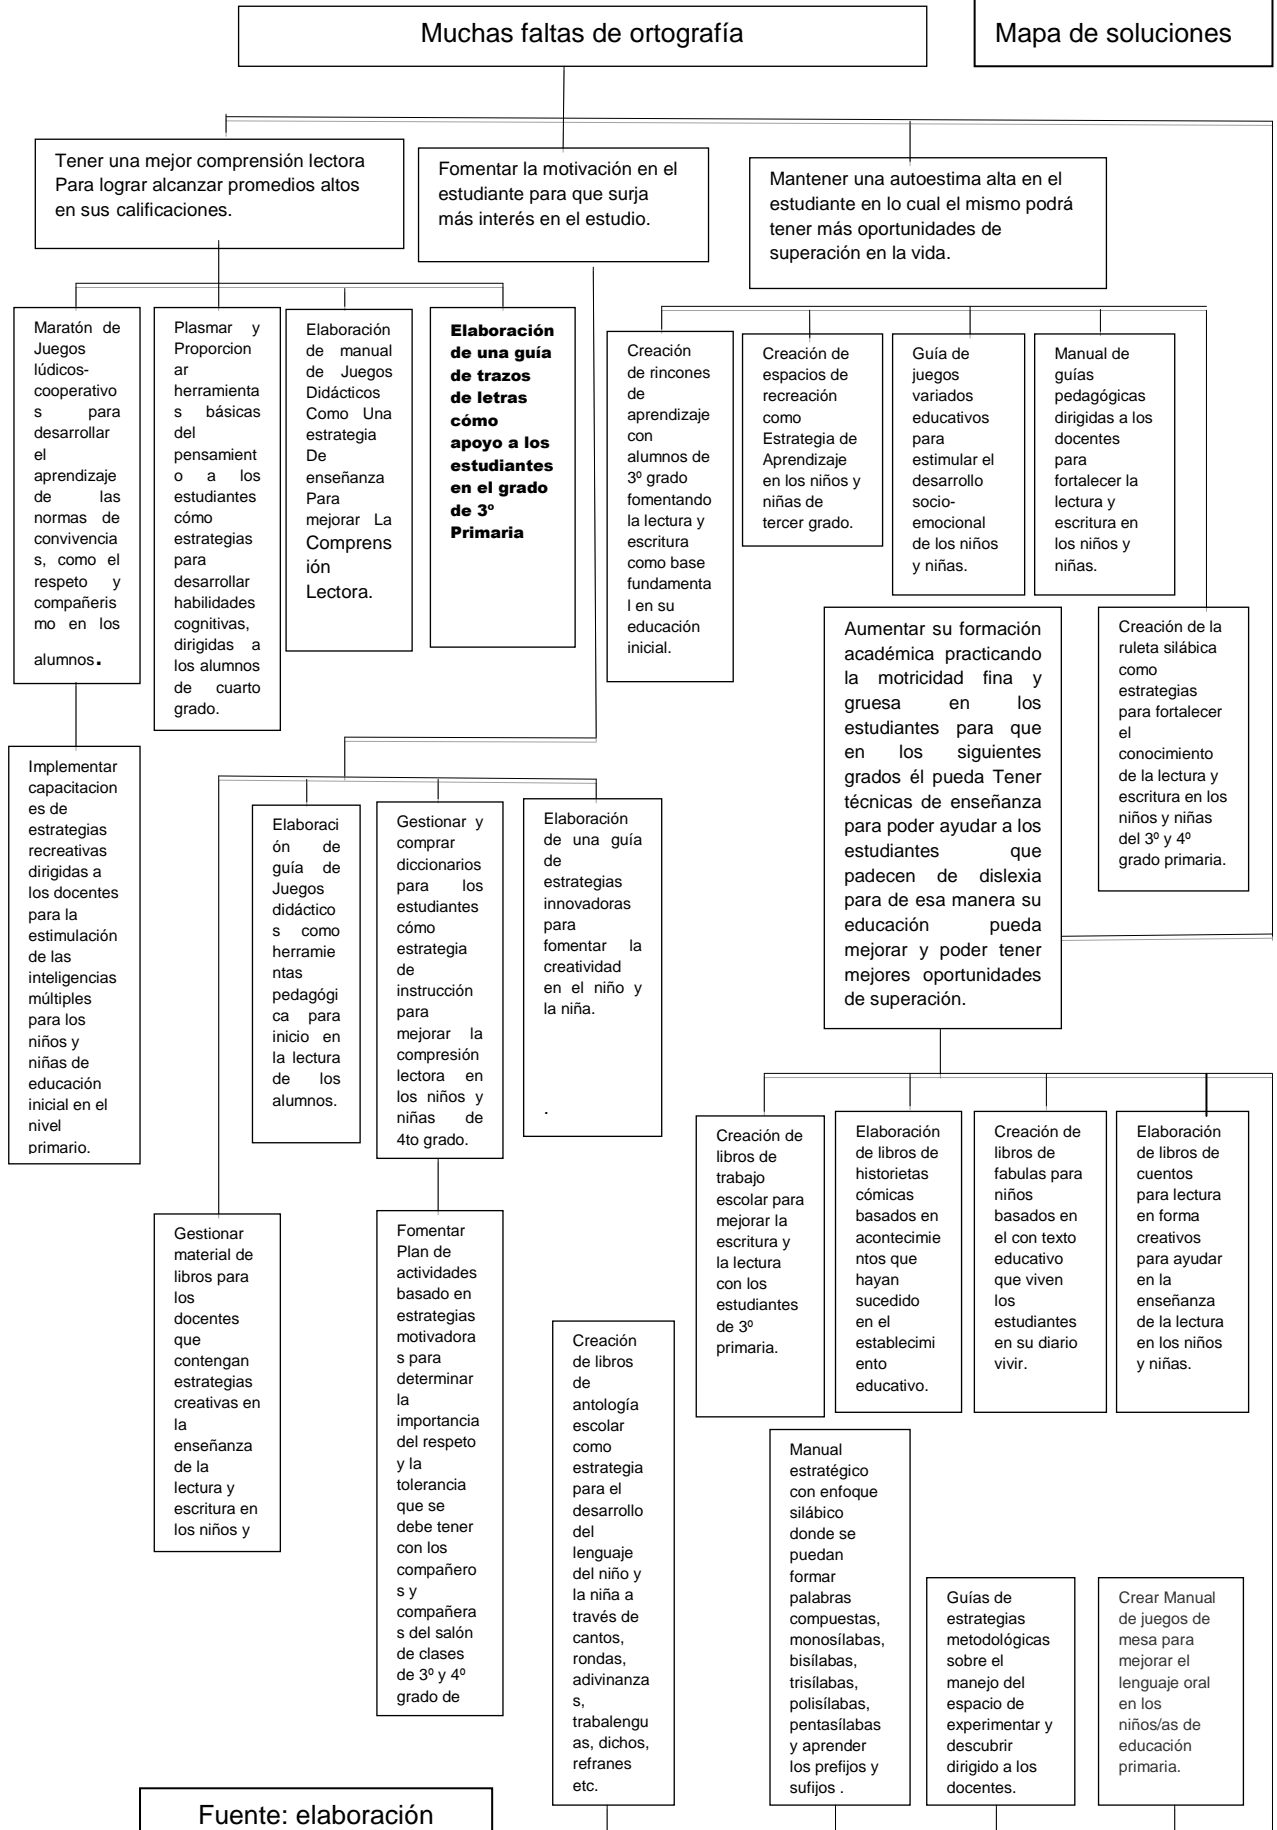 Muchas faltas de ortografía
Mapa de soluciones
Tener una mejor comprensión lectora
Para lograr alcanzar promedios altos
en sus calificaciones.
Fomentar la motivación en el
estudiante para que surja
más interés en el estudio.
Mantener una autoestima alta en el
estudiante en lo cual el mismo podrá
tener más oportunidades de
superación en la vida.
Maratón de
Juegos
lúdicos-
cooperativo
s para
desarrollar
el
aprendizaje
de las
normas de
convivencia
s, como el
respeto y
compañeris
mo en los
alumnos.
Plasmar y
Proporcion
ar
herramienta
s básicas
del
pensamient
o a los
estudiantes
cómo
estrategias
para
desarrollar
habilidades
cognitivas,
dirigidas a
los alumnos
de cuarto
grado.
Elaboración
de manual
de Juegos
Didácticos
Como Una
estrategia
De
enseñanza
Para
mejorar La
Comprens
ión
Lectora.
Elaboración
de una guía
de trazos
de letras
cómo
apoyo a los
estudiantes
en el grado
de 3º
Primaria
Creación
de rincones
de
aprendizaje
con
alumnos de
3º grado
fomentando
la lectura y
escritura
como base
fundamenta
l en su
educación
inicial.
Creación de
espacios de
recreación
como
Estrategia de
Aprendizaje
en los niños y
niñas de
tercer grado.
Guía de
juegos
variados
educativos
para
estimular el
desarrollo
socio-
emocional
de los niños
y niñas.
Manual de
guías
pedagógicas
dirigidas a los
docentes
para
fortalecer la
lectura y
escritura en
los niños y
niñas.
Aumentar su formación
académica practicando
la motricidad fina y
gruesa en los
estudiantes para que
en los siguientes
grados él pueda Tener
técnicas de enseñanza
para poder ayudar a los
estudiantes que
padecen de dislexia
para de esa manera su
educación pueda
mejorar y poder tener
mejores oportunidades
de superación.
Creación de la
ruleta silábica
como
estrategias
para fortalecer
el
conocimiento
de la lectura y
escritura en los
niños y niñas
del 3º y 4º
grado primaria.
Implementar
capacitacion
es de
estrategias
recreativas
dirigidas a
los docentes
para la
estimulación
de las
inteligencias
múltiples
para los
niños y
niñas de
educación
inicial en el
nivel
primario.
Elaboraci
ón de
guía de
Juegos
didáctico
s como
herramie
ntas
pedagógi
ca para
inicio en
la lectura
de los
alumnos.
Gestionar y
comprar
diccionarios
para los
estudiantes
cómo
estrategia
de
instrucción
para
mejorar la
compresión
lectora en
los niños y
niñas de
4to grado.
Elaboración
de una guía
de
estrategias
innovadoras
para
fomentar la
creatividad
en el niño y
la niña.
.
Creación de
libros de
trabajo
escolar para
mejorar la
escritura y
la lectura
con los
estudiantes
de 3º
primaria.
Elaboración
de libros de
historietas
cómicas
basados en
acontecimie
ntos que
hayan
sucedido
en el
establecimi
ento
educativo.
Creación de
libros de
fabulas para
niños
basados en
el con texto
educativo
que viven
los
estudiantes
en su diario
vivir.
Elaboración
de libros de
cuentos
para lectura
en forma
creativos
para ayudar
en la
enseñanza
de la lectura
en los niños
y niñas.
Gestionar
material de
libros para
los
docentes
que
contengan
estrategias
creativas en
la
enseñanza
de la
lectura y
escritura en
los niños y
Fomentar
Plan de
actividades
basado en
estrategias
motivadora
s para
determinar
la
importancia
del respeto
y la
tolerancia
que se
debe tener
con los
compañero
s y
compañera
s del salón
de clases
de 3º y 4º
grado de
Creación
de libros
de
antología
escolar
como
estrategia
para el
desarrollo
del
lenguaje
del niño y
la niña a
través de
cantos,
rondas,
adivinanza
s,
trabalengu
as, dichos,
refranes
etc.
Manual
estratégico
con enfoque
silábico
donde se
puedan
formar
palabras
compuestas,
monosílabas,
bisílabas,
trisílabas,
polisílabas,
pentasílabas
y aprender
los prefijos y
sufijos .
Guías de
estrategias
metodológicas
sobre el
manejo del
espacio de
experimentar y
descubrir
dirigido a los
docentes.
Crear Manual
de juegos de
mesa para
mejorar el
lenguaje oral
en los
niños/as de
educación
primaria.
Fuente: elaboración